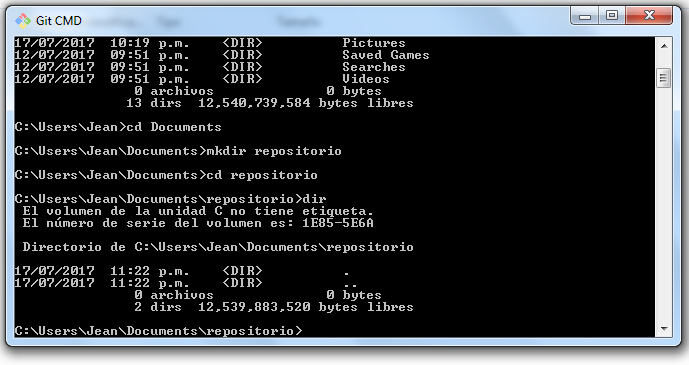 Git CMD
17/07/2017  10:19 p.m.    <DIR>          Pictures
12/07/2017  09:51 p.m.    <DIR>          Saved Games
12/07/2017  09:51 p.m.    <DIR>          Searches
12/07/2017  09:51 p.m.    <DIR>          Videos
               0 archivos              0 bytes
              13 dirs  12,540,739,584 bytes libres
C:\Users\Jean>cd Documents
C:\Users\Jean\Documents>mkdir repositorio
C:\Users\Jean\Documents>cd repositorio
C:\Users\Jean\Documents\repositorio>dir
 El volumen de la unidad C no tiene etiqueta.
 El número de serie del volumen es: 1E85-5E6A
 Directorio de C:\Users\Jean\Documents\repositorio
17/07/2017  11:22 p.m.    <DIR>          .
17/07/2017  11:22 p.m.    <DIR>          ..
               0 archivos              0 bytes
               2 dirs  12,539,883,520 bytes libres
C:\Users\Jean\Documents\repositorio>